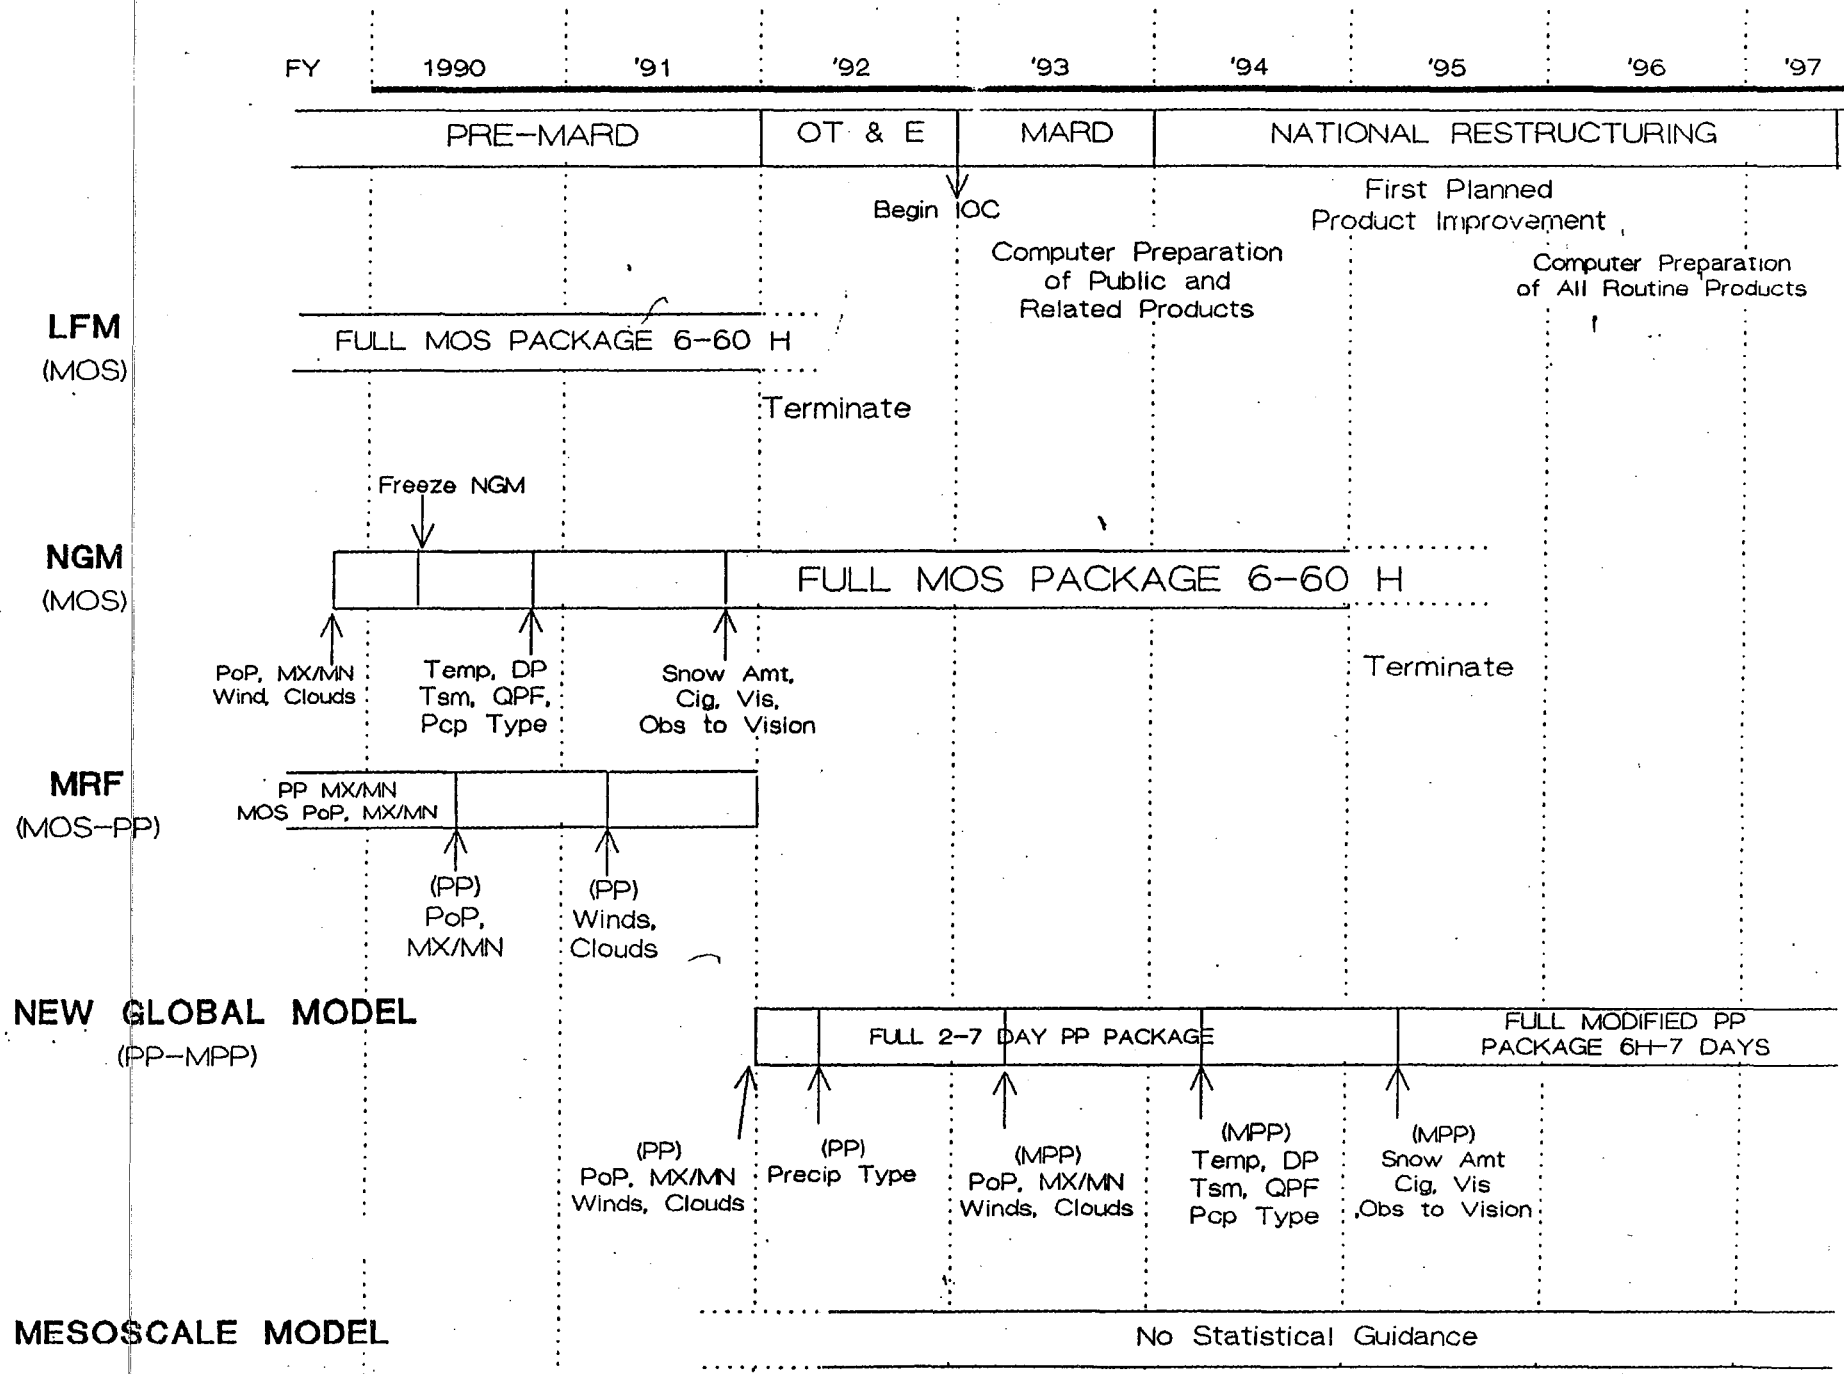 FY 1990 '91 '92 '93 '94 '95 '96 '97
PRE-MARD OT & E MARD NATIONAL RESTRUCTURING
Begin IOC
First Planned
Product Improvement
Computer Preparation
of Public and
Related Products
Computer Preparation
of All Routine Products
LFM
(MOS)
FULL MOS PACKAGE 6-60 H
Terminate
Freeze NGM
NGM
(MOS)
FULL MOS PACKAGE 6-60 H
PoP, MX/MN
Wind, Clouds
Temp, DP
Tsm, QPF,
Pcp Type
Snow Amt,
Cig, Vis,
Obs to Vision
Terminate
MRF
(MOS-PP)
PP MX/MN
MOS PoP, MX/MN
(PP)
PoP,
MX/MN
(PP)
Winds,
Clouds
NEW GLOBAL MODEL
(PP-MPP)
FULL 2-7 DAY PP PACKAGE
FULL MODIFIED PP
PACKAGE 6H-7 DAYS
(PP)
PoP, MX/MN
Winds, Clouds
(PP)
Precip Type
(MPP)
PoP, MX/MN
Winds, Clouds
(MPP)
Temp, DP
Tsm, QPF
Pcp Type
(MPP)
Snow Amt
Cig, Vis
Obs to Vision
MESOSCALE MODEL
No Statistical Guidance